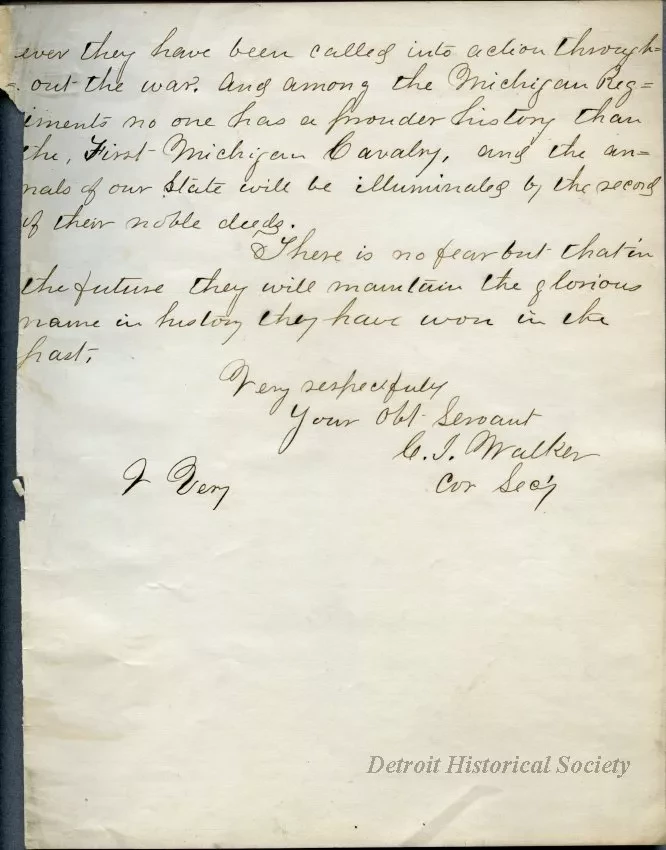 ever they have been called into action through=
out the war. And among the Michigan Reg=
iments no one has a prouder history than
the, First Michigan Cavalry, and the an=
nals of our State will be illuminated by the record
of their noble deeds.
There is no fear but that in
the future they will maintain the glorious
name in history they have won in the
past.
Very respectfuly
Your Obt Servant
C. I. Walker
Cor Secy
Very
Detroit Historical Society